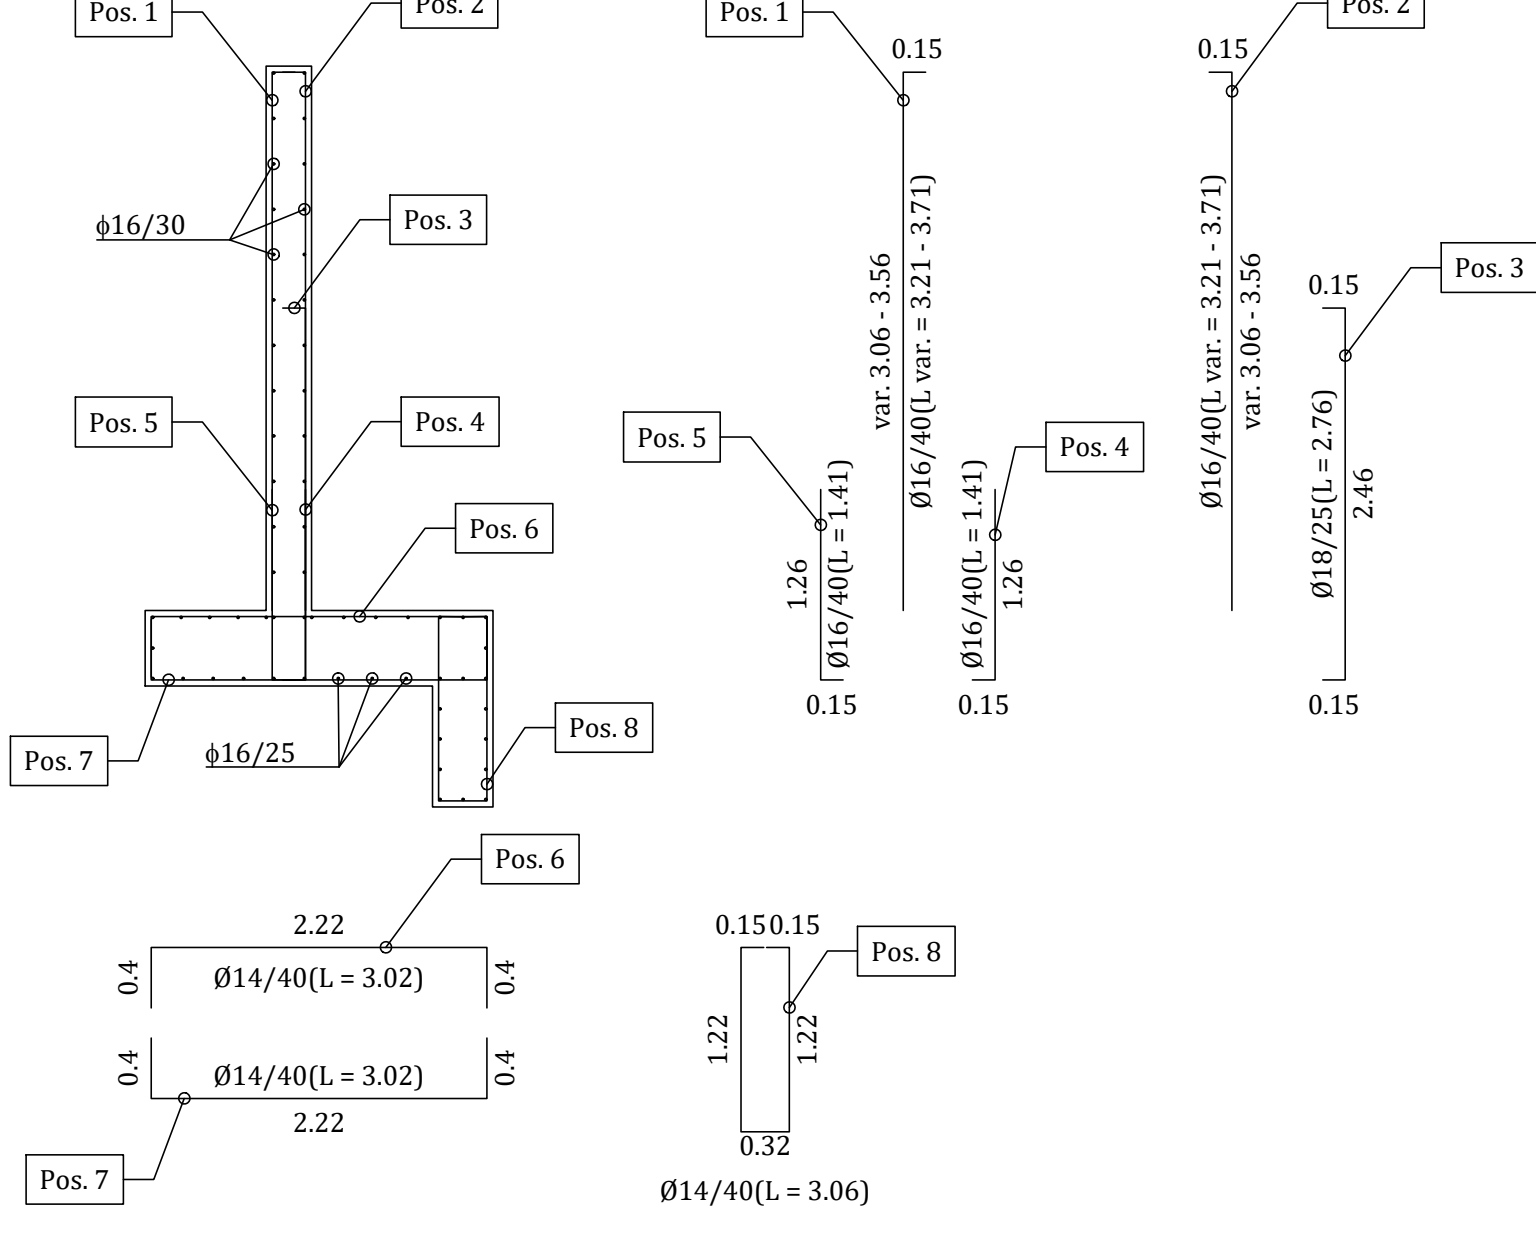 Pos. 1
Pos. 2
Pos. 1
Pos. 2
0.15
0.15
ϕ16/30
Pos. 3
var. 3.06 - 3.56
Ø16/40(L var. = 3.21 - 3.71)
Ø16/40(L var. = 3.21 - 3.71)
var. 3.06 - 3.56
Pos. 3
0.15
Pos. 5
Pos. 4
Pos. 5
Pos. 4
Ø18/25(L = 2.76)
2.46
Pos. 6
1.26
Ø16/40(L = 1.41)
Ø16/40(L = 1.41)
1.26
0.15
0.15
0.15
Pos. 7
ϕ16/25
Pos. 8
Pos. 6
2.22
0.4
Ø14/40(L = 3.02)
0.4
0.4
Ø14/40(L = 3.02)
0.4
2.22
Pos. 7
0.15
0.15
Pos. 8
1.22
1.22
0.32
Ø14/40(L = 3.06)